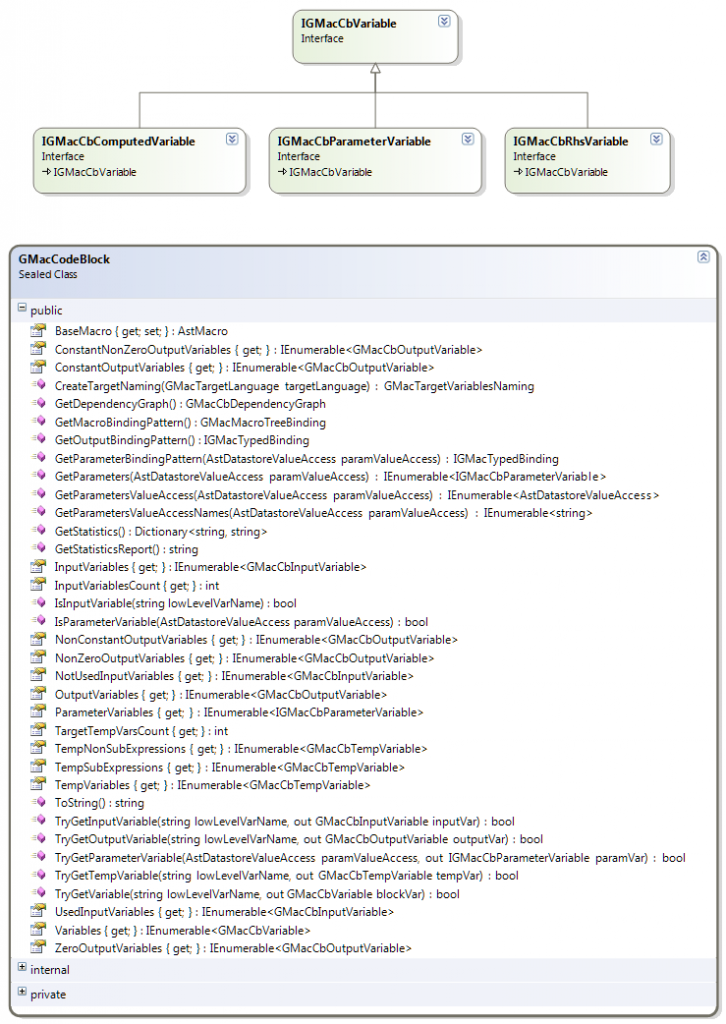 IGMacCbVariable
Interface
IGMacCbComputedVariable
Interface
IGMacCbVariable
IGMacCbParameterVariable
Interface
IGMacCbVariable
IGMacCbRhsVariable
Interface
IGMacCbVariable
GMacCodeBlock
Sealed Class
public
BaseMacro { get; set; } : AstMacro
ConstantNonZeroOutputVariables { get; } : IEnumerable<GMacCbOutputVariable>
ConstantOutputVariables { get; } : IEnumerable<GMacCbOutputVariable>
CreateTargetNaming(GMacTargetLanguage targetLanguage) : GMacTargetVariablesNaming
GetDependencyGraph() : GMacCbDependencyGraph
GetMacroBindingPattern() : GMacMacroTreeBinding
GetOutputBindingPattern() : IGMacTypedBinding
GetParameterBindingPattern(AstDatastoreValueAccess paramValueAccess) : IGMacTypedBinding
GetParameters(AstDatastoreValueAccess paramValueAccess) : IEnumerable<IGMacCbParameterVariable>
GetParametersValueAccess(AstDatastoreValueAccess paramValueAccess) : IEnumerable<AstDatastoreValueAccess>
GetParametersValueAccessNames(AstDatastoreValueAccess paramValueAccess) : IEnumerable<string>
GetStatistics() : Dictionary<string, string>
GetStatisticsReport() : string
InputVariables { get; } : IEnumerable<GMacCbInputVariable>
InputVariablesCount { get; } : int
IsInputVariable(string lowLevelVarName) : bool
IsParameterVariable(AstDatastoreValueAccess paramValueAccess) : bool
NonConstantOutputVariables { get; } : IEnumerable<GMacCbOutputVariable>
NonZeroOutputVariables { get; } : IEnumerable<GMacCbOutputVariable>
NotUsedInputVariables { get; } : IEnumerable<GMacCbInputVariable>
OutputVariables { get; } : IEnumerable<GMacCbOutputVariable>
ParameterVariables { get; } : IEnumerable<IGMacCbParameterVariable>
TargetTempVarsCount { get; } : int
TempNonSubExpressions { get; } : IEnumerable<GMacCbTempVariable>
TempSubExpressions { get; } : IEnumerable<GMacCbTempVariable>
TempVariables { get; } : IEnumerable<GMacCbTempVariable>
ToString() : string
TryGetInputVariable(string lowLevelVarName, out GMacCbInputVariable inputVar) : bool
TryGetOutputVariable(string lowLevelVarName, out GMacCbOutputVariable outputVar) : bool
TryGetParameterVariable(AstDatastoreValueAccess paramValueAccess, out IGMacCbParameterVariable paramVar) : bool
TryGetTempVariable(string lowLevelVarName, out GMacCbTempVariable tempVar) : bool
TryGetVariable(string lowLevelVarName, out GMacCbVariable blockVar) : bool
UsedInputVariables { get; } : IEnumerable<GMacCbInputVariable>
Variables { get; } : IEnumerable<GMacCbVariable>
ZeroOutputVariables { get; } : IEnumerable<GMacCbOutputVariable>
internal
private